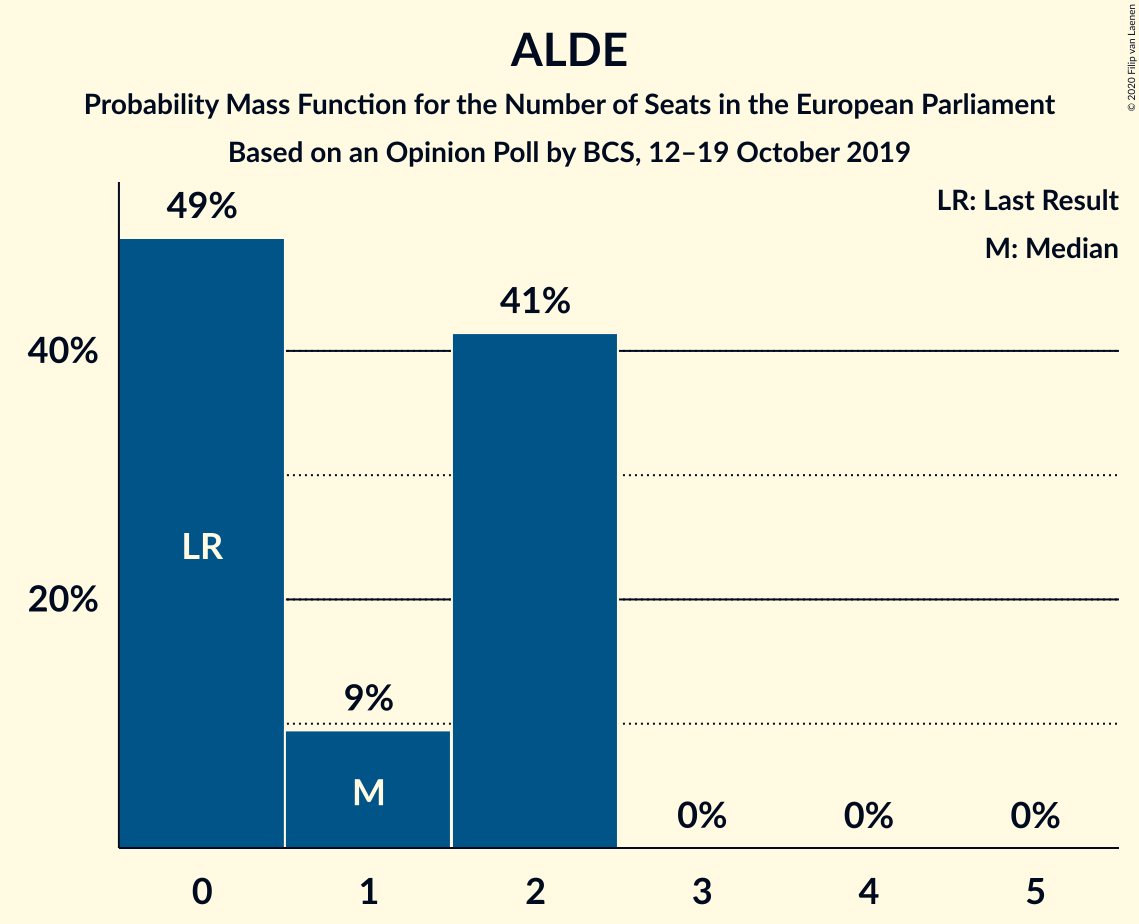 ALDE
Probability Mass Function for the Number of Seats in the European Parliament
Based on an Opinion Poll by BCS, 12–19 October 2019
© 2020 Filip van Laenen
LR: Last Result
M: Median
49%
41%
40%
LR
20%
9%
M
0%
0%
0%
0
1
2
3
4
5